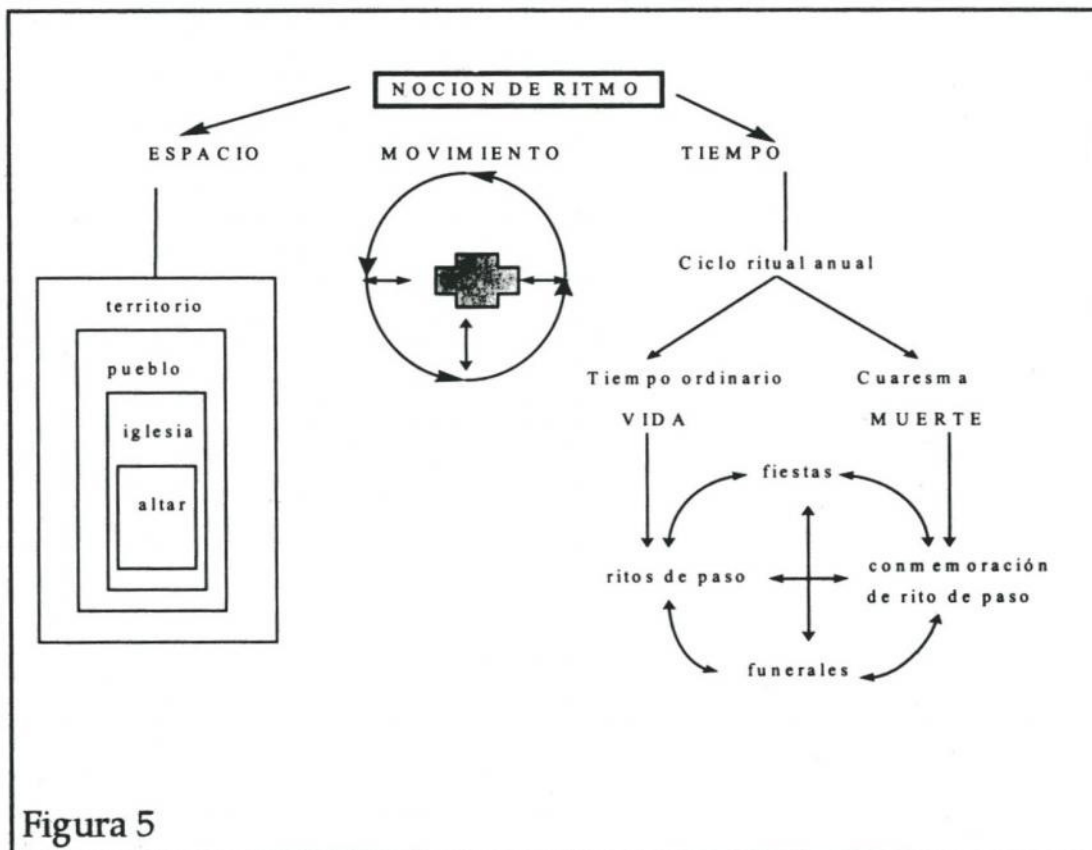 NOCION DE RITMO
ESPACIO
MOVIMIENTO
TIEMPO
territorio
pueblo
iglesia
altar
Ciclo ritual anual
Tiempo ordinario
Cuaresma
VIDA
MUERTE
fiestas
ritos de paso
conmemoración
de rito de paso
funerales
Figura 5